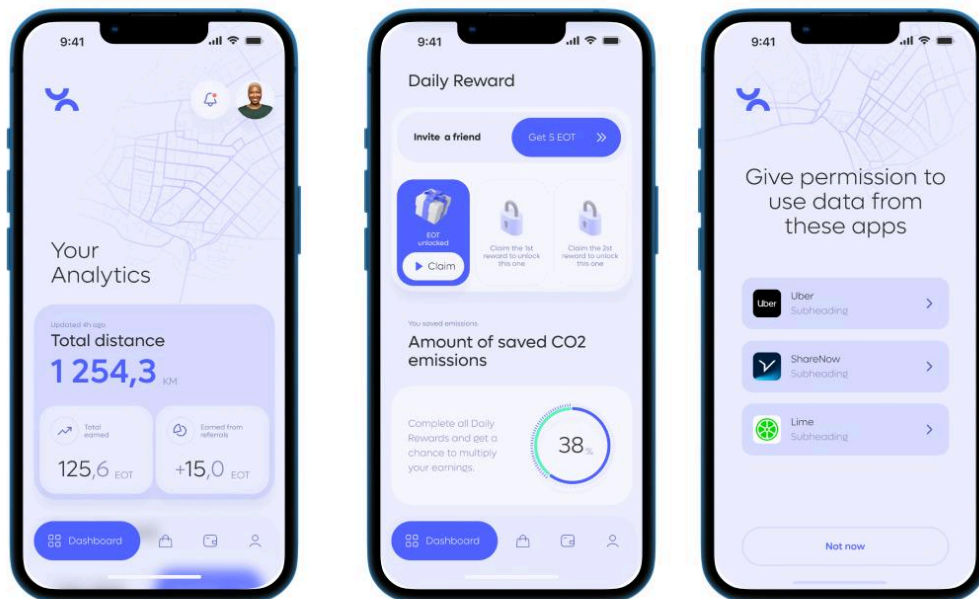 9:41
Your
Analytics
Updated 4h ago
Total distance
1 254,3 KM
Total
earned
125,6 EOT
Earned from
referrals
+15,0 EOT
Dashboard
9:41
Daily Reward
Invite a friend
Get 5 EOT
EOT
unlocked
Claim
Claim the 1st
reward to unlock
this one
Claim the 2st
reward to unlock
this one
You saved emissions
Amount of saved CO2
emissions
Complete all Daily
Rewards and get a
chance to multiply
your earnings.
38 %
Dashboard
9:41
Give permission to
use data from
these apps
Uber
Uber
Subheading
ShareNow
Subheading
Lime
Subheading
Not now